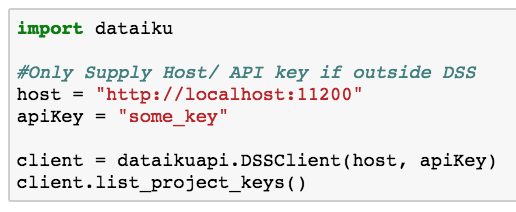 import dataiku
#Only Supply Host/ API key if outside DSS
host = "http://localhost:11200"
apiKey = "some_key"
client = dataikuapi.DSSClient(host, apiKey)
client.list_project_keys()